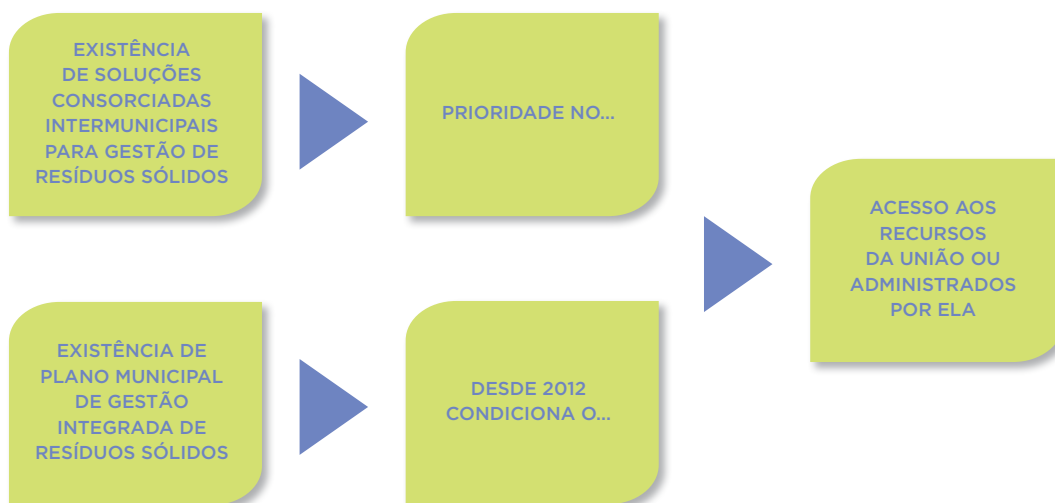 EXISTÊNCIA
DE SOLUÇÕES
CONSORCIADAS
INTERMUNICIPAIS
PARA GESTÃO DE
RESÍDUOS SÓLIDOS
PRIORIDADE NO...
EXISTÊNCIA DE
PLANO MUNICIPAL
DE GESTÃO
INTEGRADA DE
RESÍDUOS SÓLIDOS
DESDE 2012
CONDICIONA O...
ACESSO AOS
RECURSOS
DA UNIÃO OU
ADMINISTRADOS
POR ELA